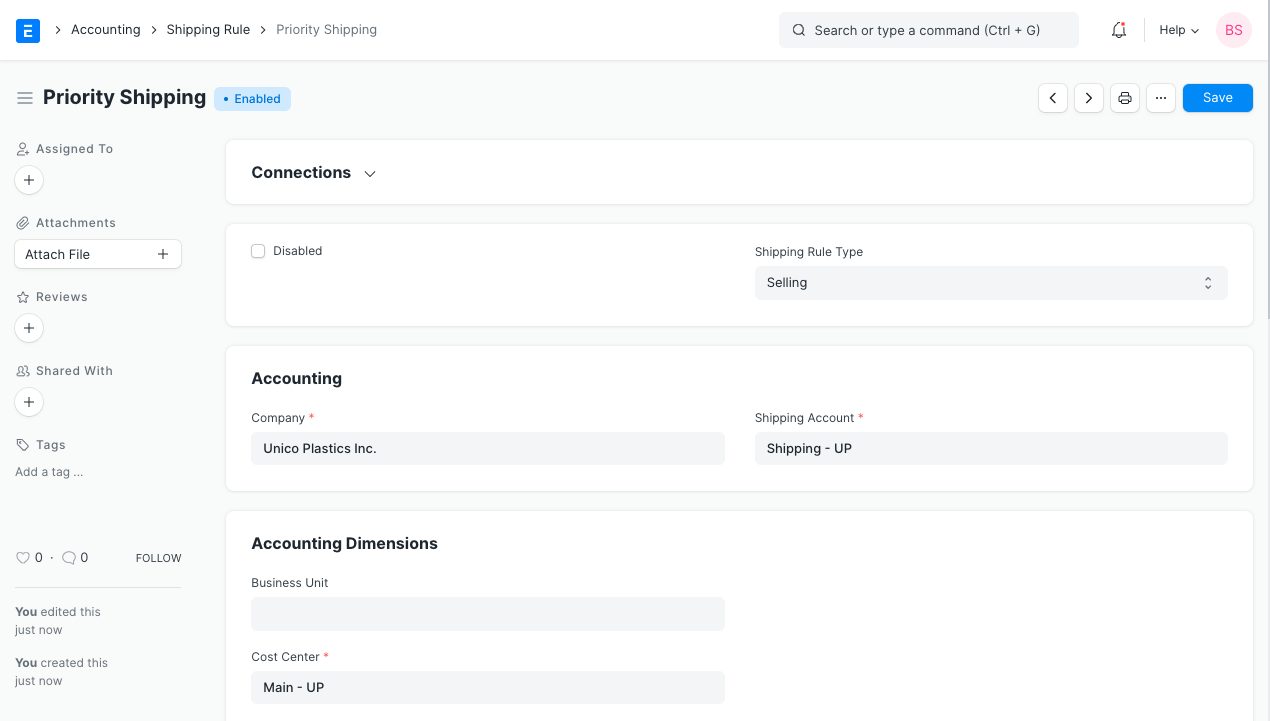 Accounting
Shipping Rule
Priority Shipping
Search or type a command (Ctrl + G)
Help
BS
Priority Shipping
Enabled
Save
Assigned To
Attachments
Attach File
Reviews
Shared With
Tags
Add a tag ...
0 · 0
FOLLOW
You edited this
just now
You created this
just now
Connections
Disabled
Shipping Rule Type
Selling
Accounting
Company *
Unico Plastics Inc.
Shipping Account *
Shipping - UP
Accounting Dimensions
Business Unit
Cost Center *
Main - UP